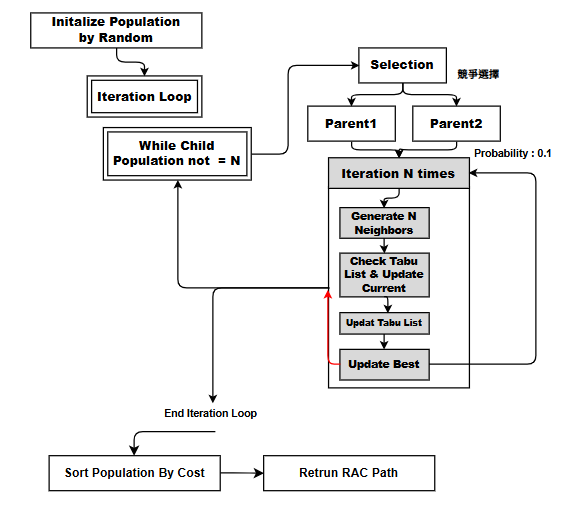 Initalize Population
by Random
Iteration Loop
While Child
Population not = N
Selection
競爭選擇
Parent1
Parent2
Probability : 0.1
Iteration N times
Generate N
Neighbors
Check Tabu
List & Update
Current
Updat Tabu List
Update Best
End Iteration Loop
Sort Population By Cost
Retrun RAC Path